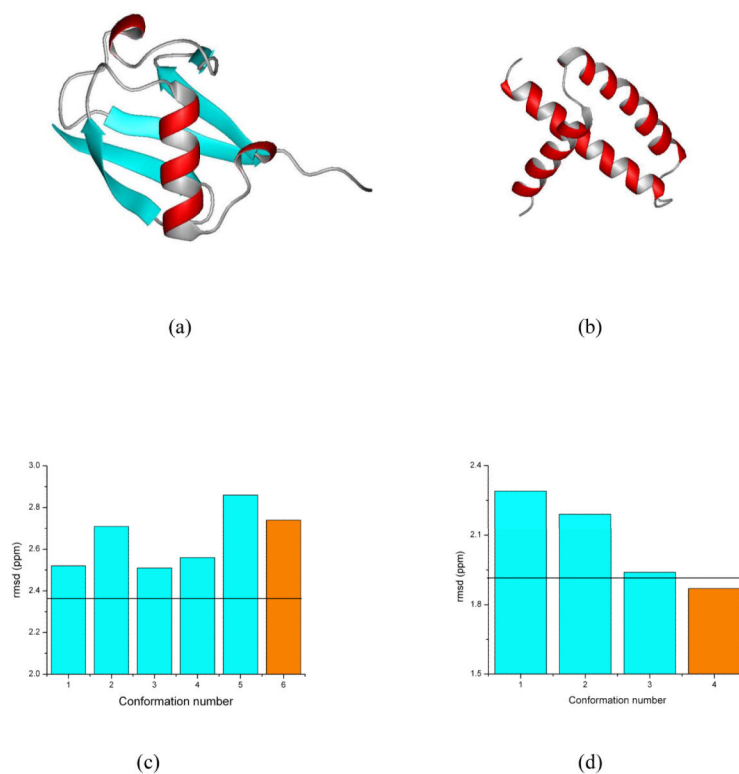 (a)
(b)
3.0
2.8
2.6
2.4
2.2
2.0
rmsd (ppm)
1 2 3 4 5 6
Conformation number
2.4
2.1
1.8
1.5
rmsd (ppm)
1 2 3 4
Conformation number
(c)
(d)